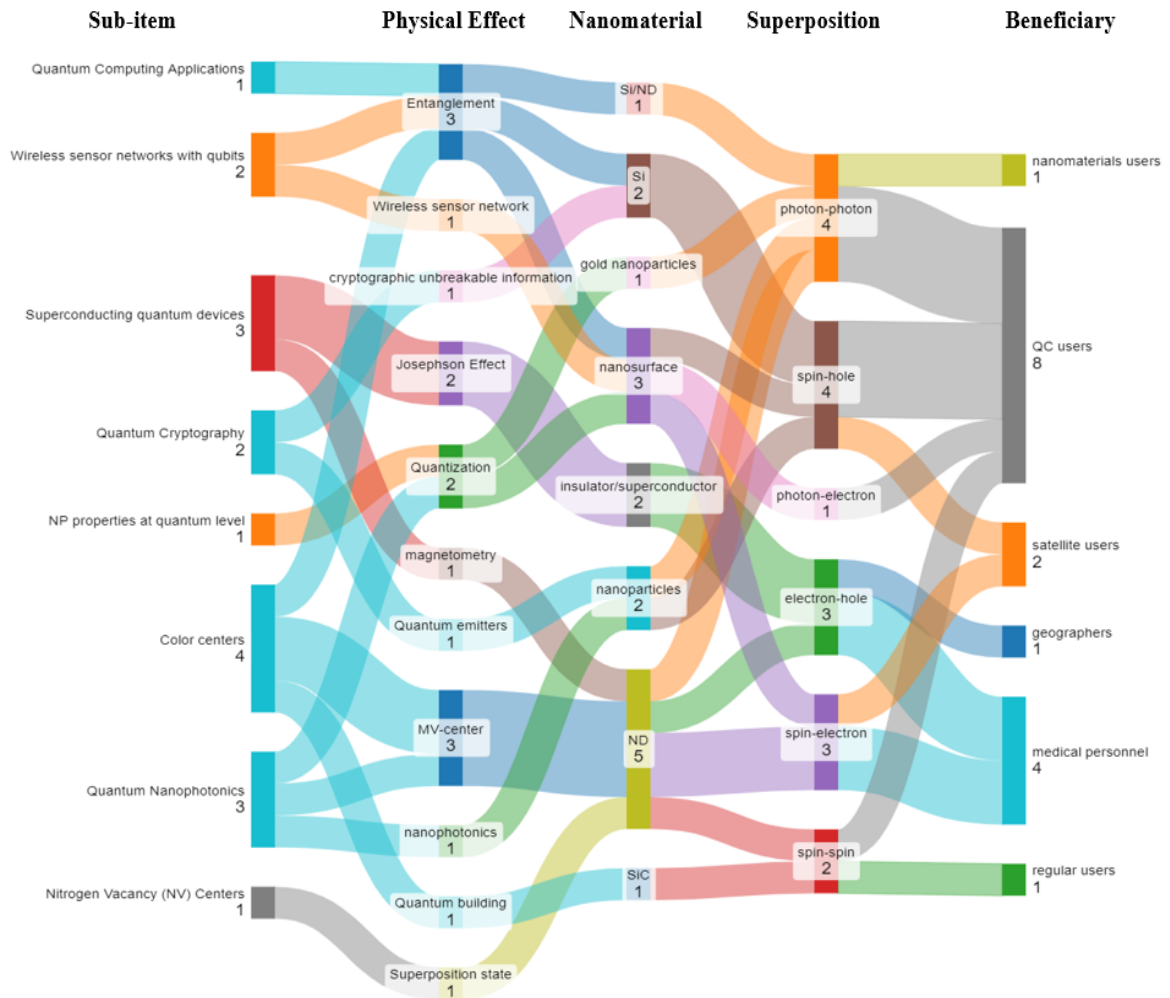 Sub-item
Physical Effect
Nanomaterial
Superposition
Beneficiary
Quantum Computing Applications
1
Wireless sensor networks with qubits
2
Superconducting quantum devices
3
Quantum Cryptography
2
NP properties at quantum level
1
Color centers
4
Quantum Nanophotonics
3
Nitrogen Vacancy (NV) Centers
1
Entanglement
3
Wireless sensor network
1
cryptographic unbreakable information
1
Josephson Effect
2
Quantization
2
magnetometry
1
Quantum emitters
1
MV-center
3
nanophotonics
1
Quantum building
1
Superposition state
1
Si/ND
1
Si
2
gold nanoparticles
1
nanosurface
3
insulator/superconductor
2
nanoparticles
2
ND
5
SiC
1
photon-photon
4
spin-hole
4
photon-electron
1
electron-hole
3
spin-electron
3
spin-spin
2
nanomaterials users
1
QC users
8
satellite users
2
geographers
1
medical personnel
4
regular users
1